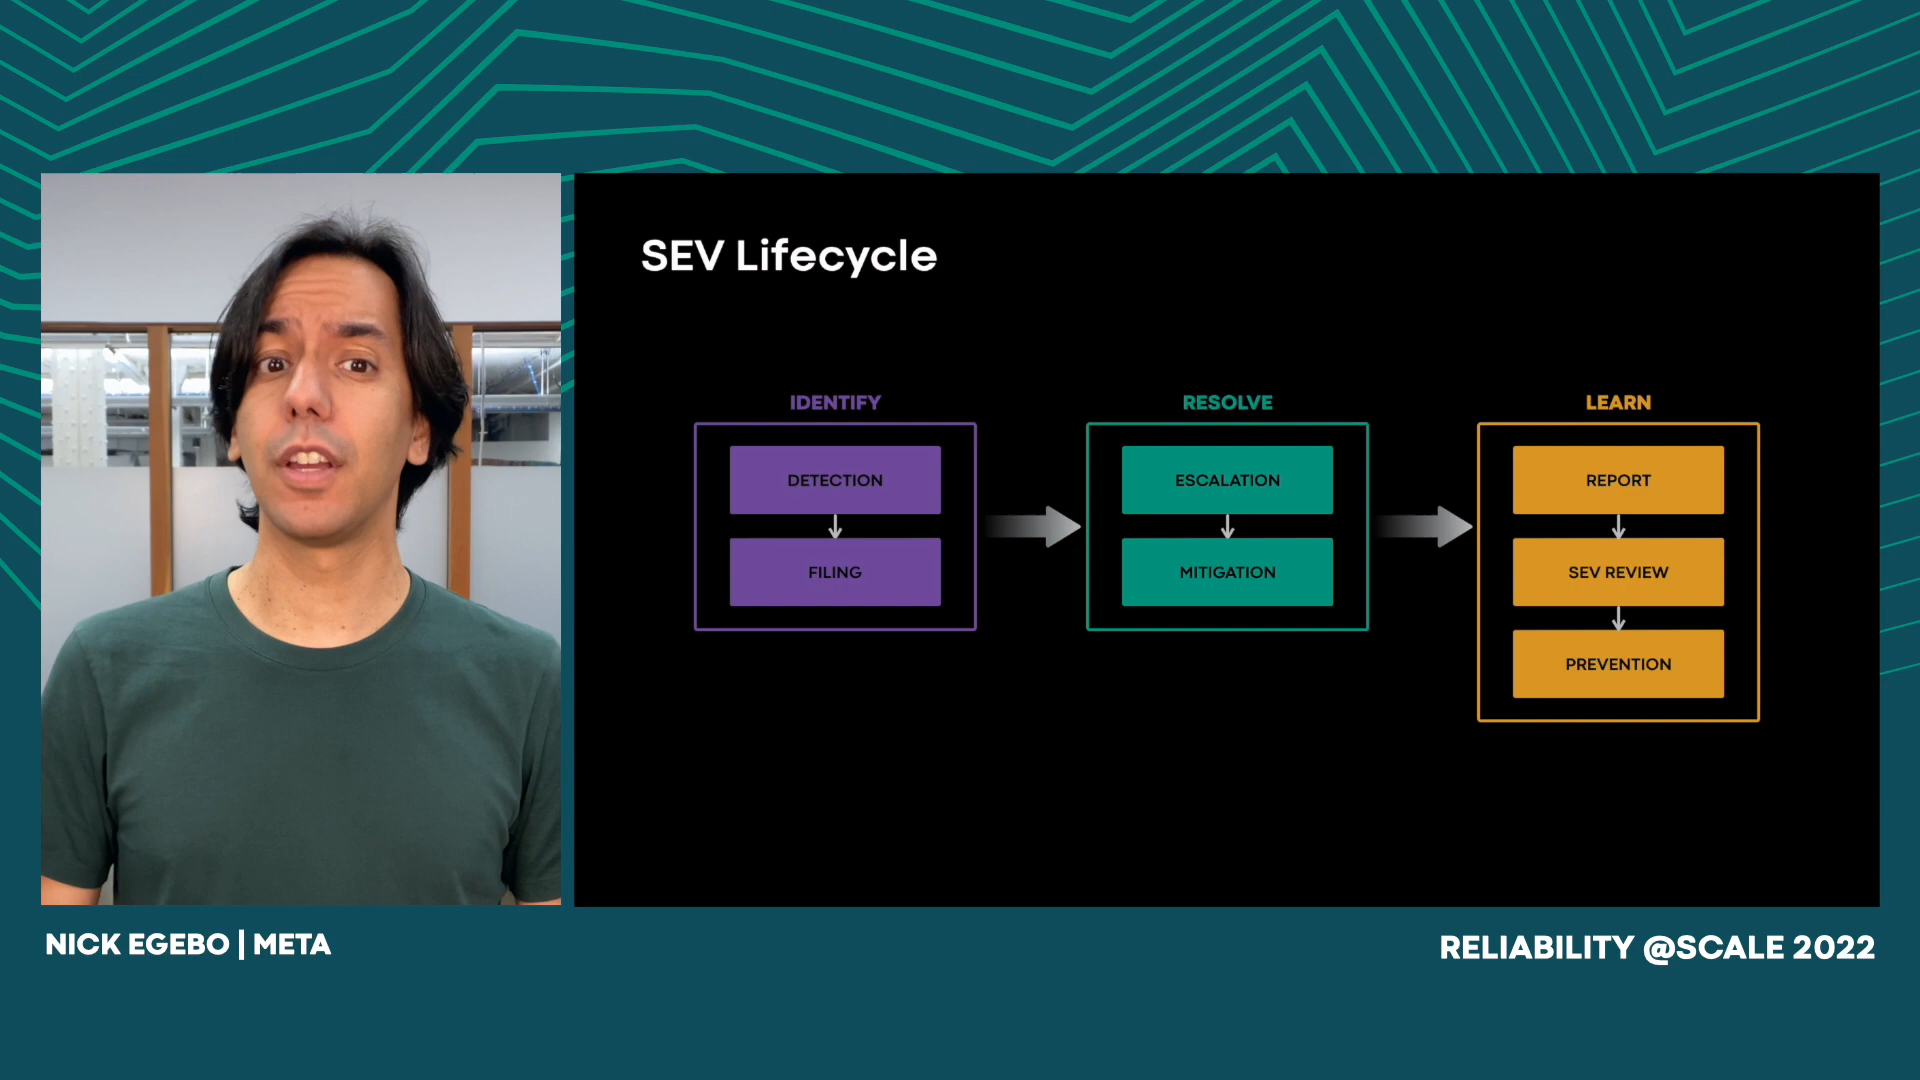 SEV Lifecycle
IDENTIFY
DETECTION
FILING
RESOLVE
ESCALATION
MITIGATION
LEARN
REPORT
SEV REVIEW
PREVENTION
NICK EGEBO | META
RELIABILITY @SCALE 2022